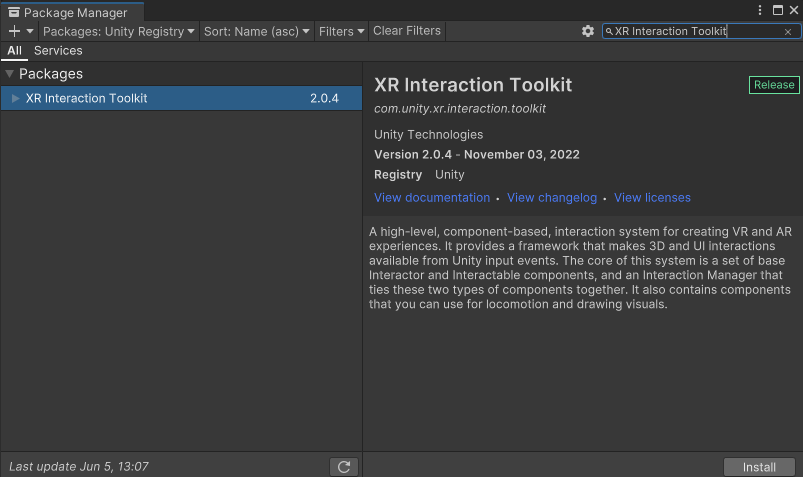 Package Manager
Packages: Unity Registry Sort: Name (asc) Filters Clear Filters XR Interaction Toolkit
All Services
Packages
XR Interaction Toolkit 2.0.4
XR Interaction Toolkit Release
com.unity.xr.interaction.toolkit
Unity Technologies
Version 2.0.4 - November 03, 2022
Registry Unity
View documentation • View changelog • View licenses
A high-level, component-based, interaction system for creating VR and AR
experiences. It provides a framework that makes 3D and UI interactions
available from Unity input events. The core of this system is a set of base
Interactor and Interactable components, and an Interaction Manager that
ties these two types of components together. It also contains components
that you can use for locomotion and drawing visuals.
Last update Jun 5, 13:07
Install